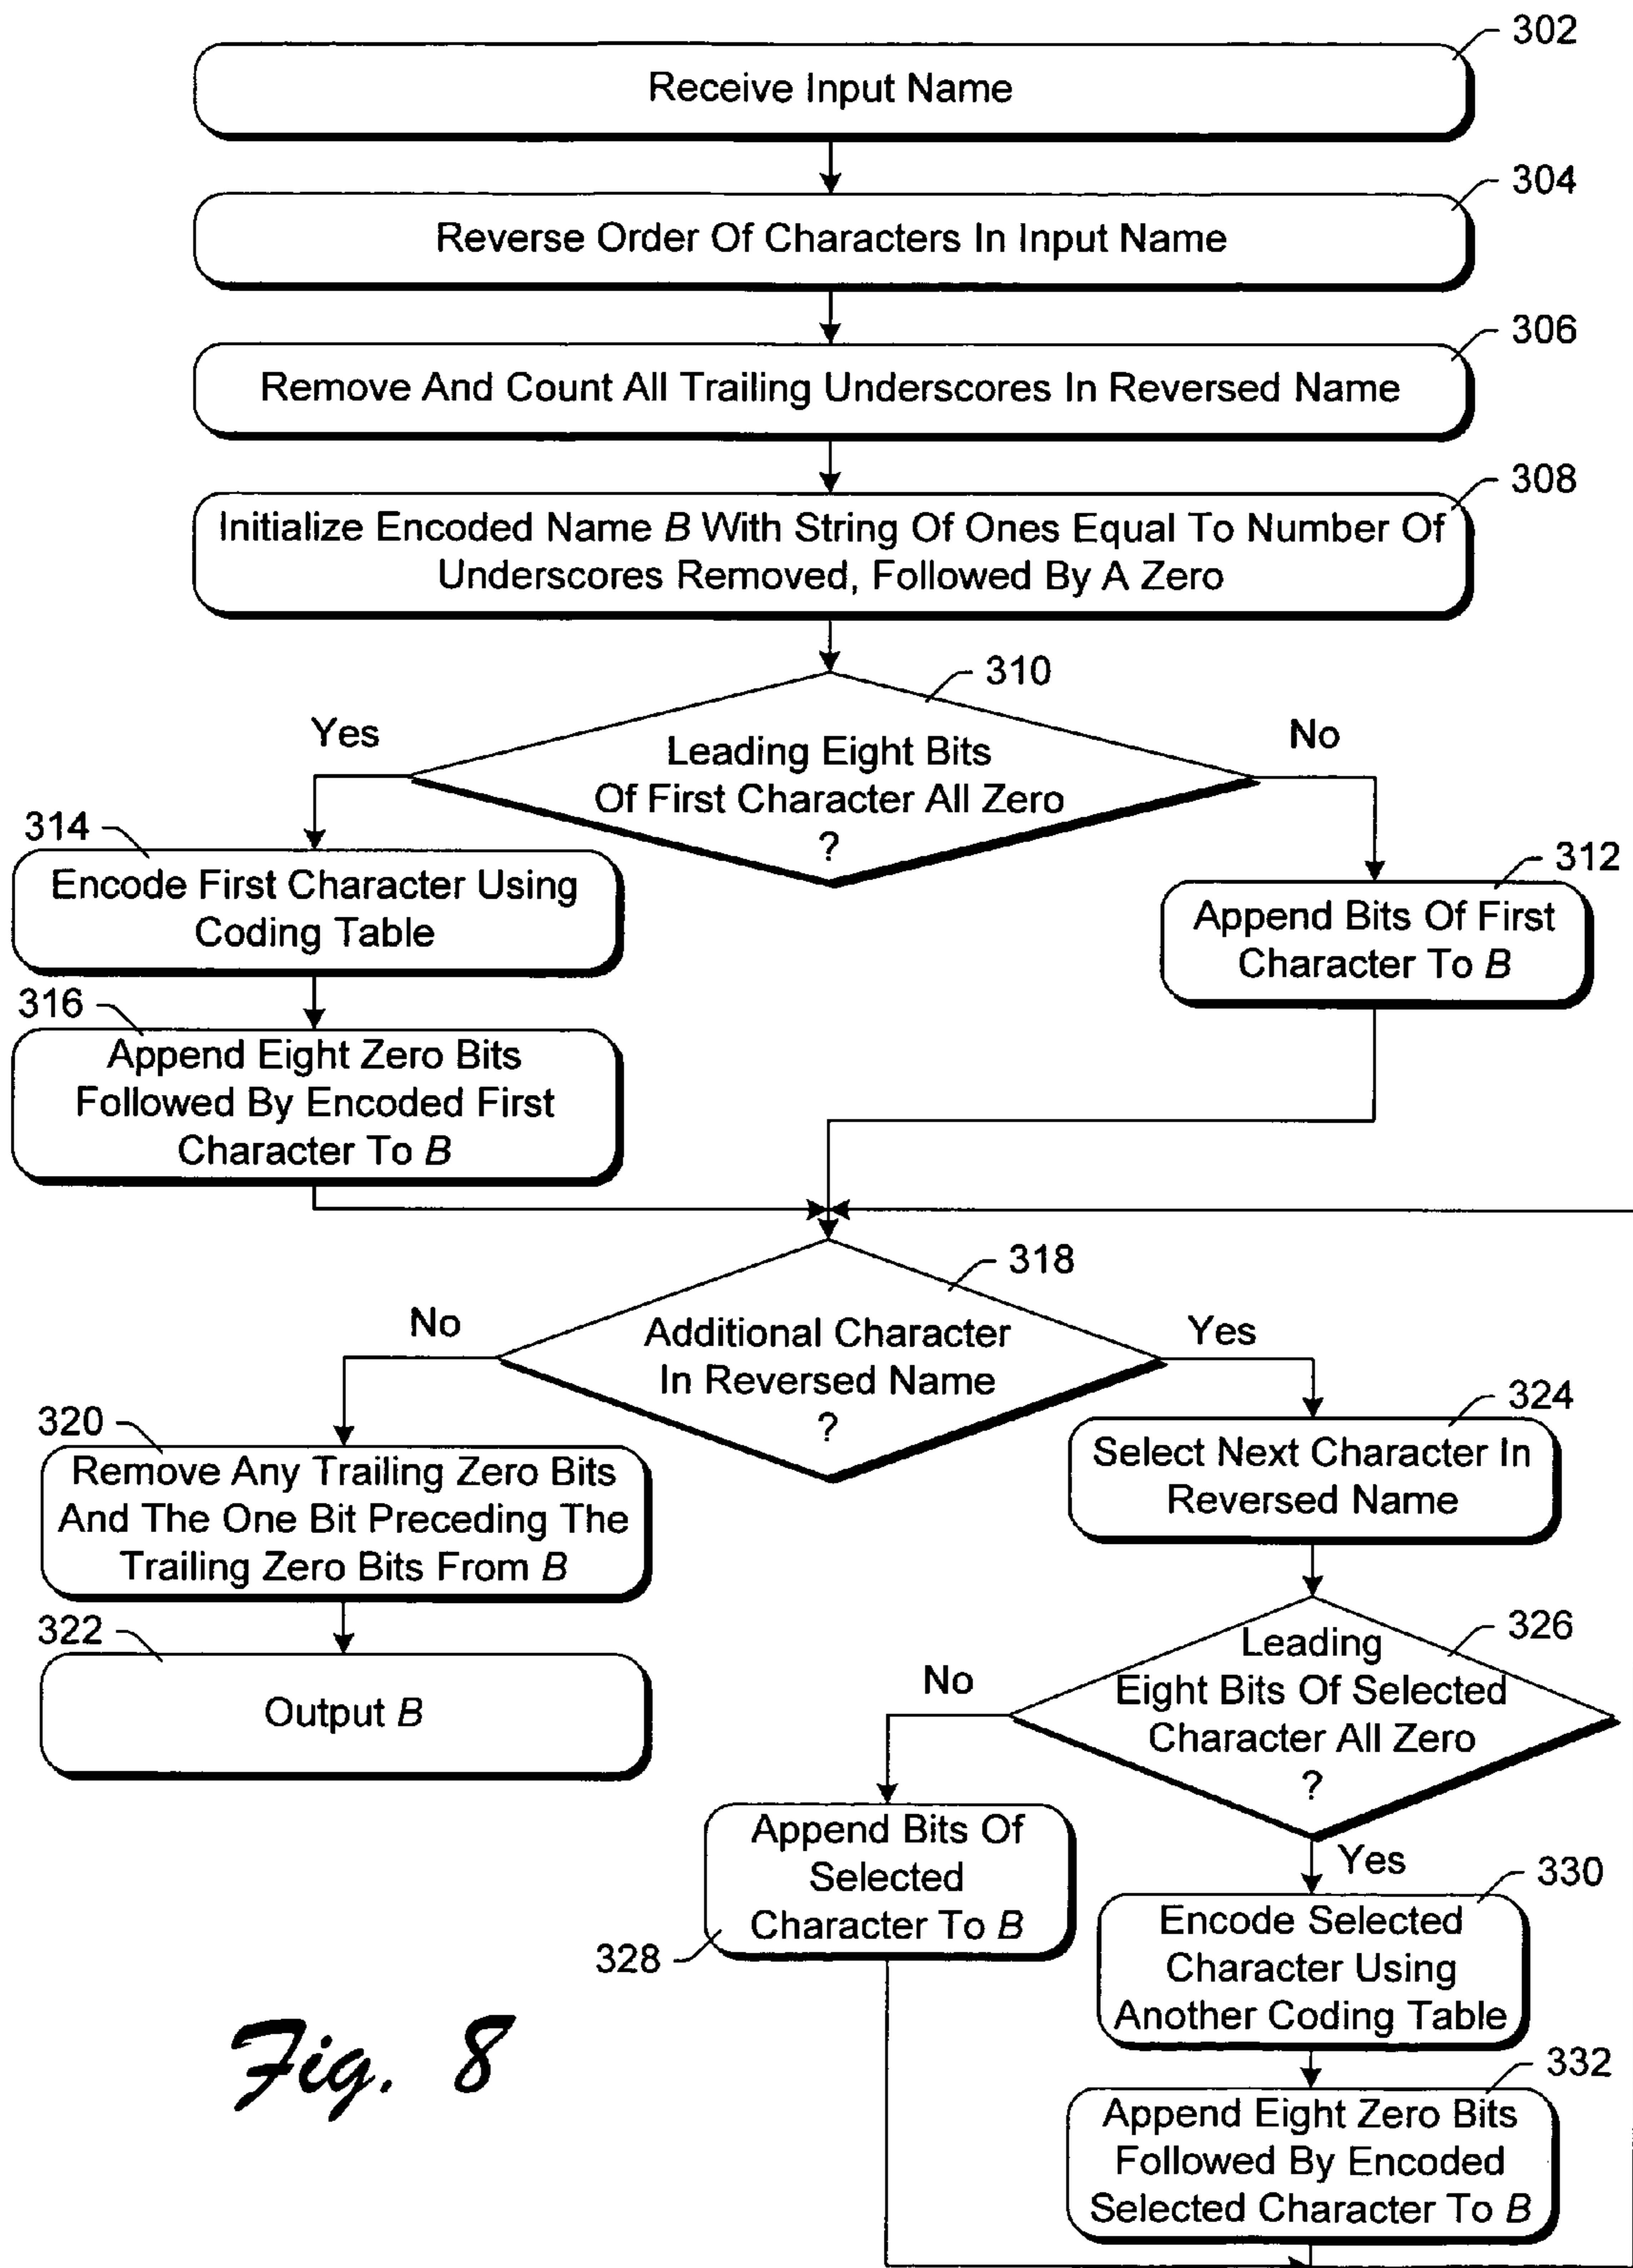 302
Receive Input Name
304
Reverse Order Of Characters In Input Name
306
Remove And Count All Trailing Underscores In Reversed Name
308
Initialize Encoded Name B With String Of Ones Equal To Number Of
Underscores Removed, Followed By A Zero
310
Yes
No
Leading Eight Bits
Of First Character All Zero
?
314
Encode First Character Using
Coding Table
312
Append Bits Of First
Character To B
316
Append Eight Zero Bits
Followed By Encoded First
Character To B
318
No
Yes
Additional Character
In Reversed Name
?
320
Remove Any Trailing Zero Bits
And The One Bit Preceding The
Trailing Zero Bits From B
324
Select Next Character In
Reversed Name
322
Output B
326
No
Leading
Eight Bits Of Selected
Character All Zero
?
Yes
Append Bits Of
Selected
Character To B
328
330
Encode Selected
Character Using
Another Coding Table
332
Append Eight Zero Bits
Followed By Encoded
Selected Character To B
Fig. 8